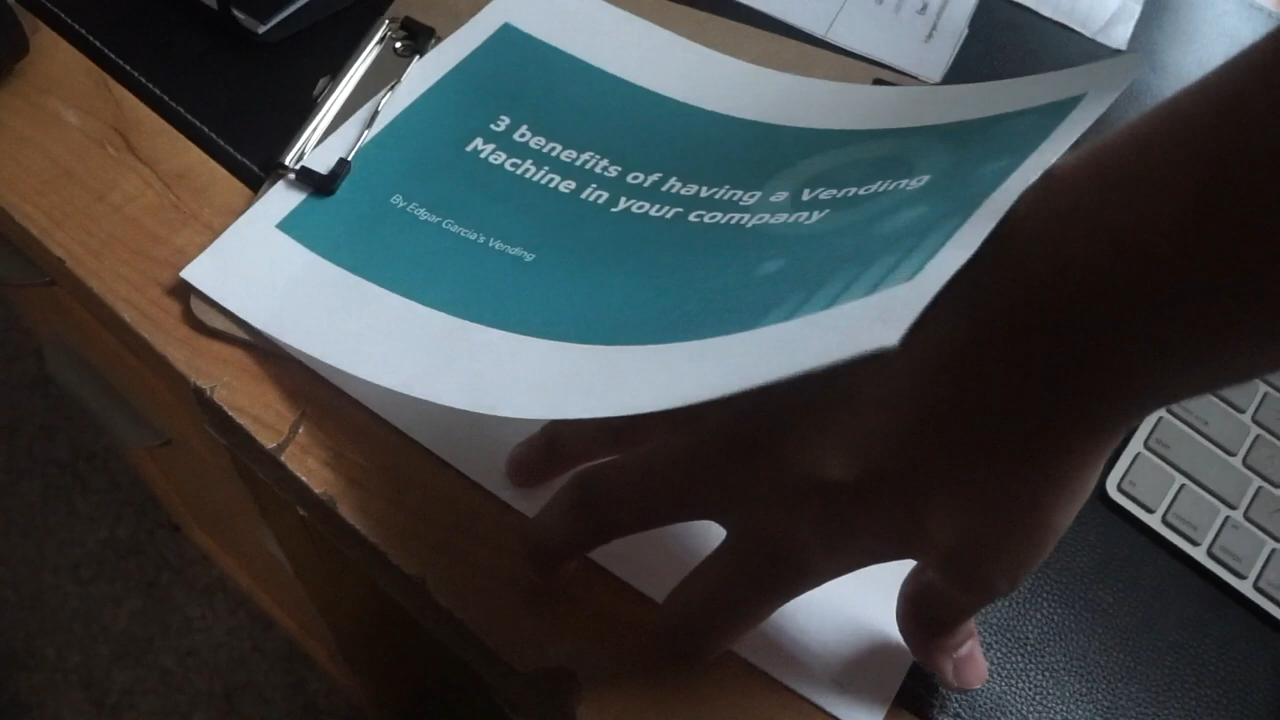 3 benefits of having a Vending
Machine in your company
By Edgar Garcia's Vending